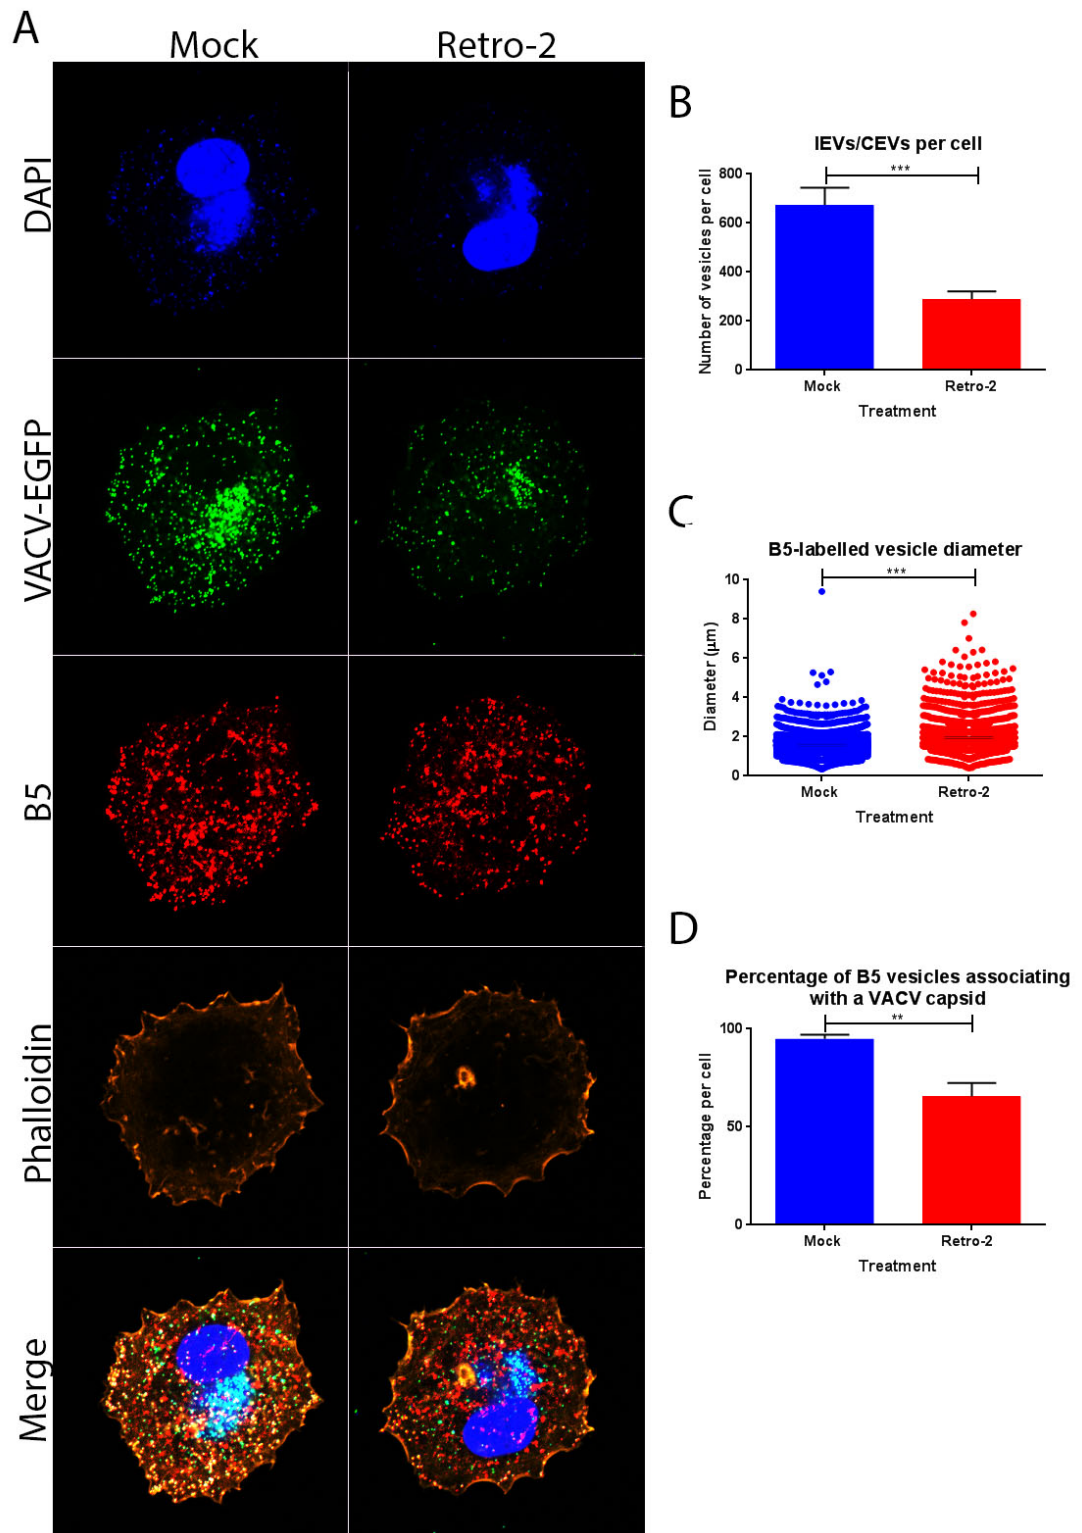 A
Mock
Retro-2
DAPI
VACV-EGFP
B5
Phalloidin
Merge
B
IEVs/CEVs per cell
***
Number of vesicles per cell
800
600
400
200
0
Mock
Retro-2
Treatment
C
B5-labelled vesicle diameter
***
Diameter (μm)
10
8
6
4
2
0
Mock
Retro-2
Treatment
D
Percentage of B5 vesicles associating
with a VACV capsid
**
Percentage per cell
100
50
0
Mock
Retro-2
Treatment